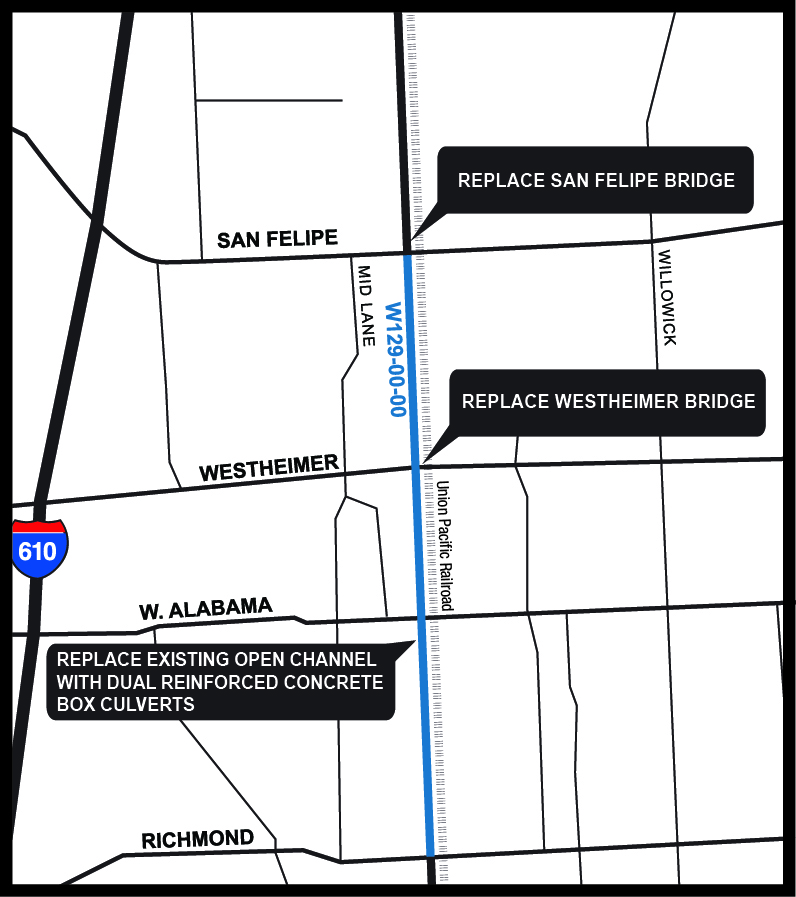 REPLACE SAN FELIPE BRIDGE
SAN FELIPE
MID LANE
WILLOWICK
W129-00-00
REPLACE WESTHEIMER BRIDGE
WESTHEIMER
Union Pacific Railroad
610
W. ALABAMA
REPLACE EXISTING OPEN CHANNEL
WITH DUAL REINFORCED CONCRETE
BOX CULVERTS
RICHMOND